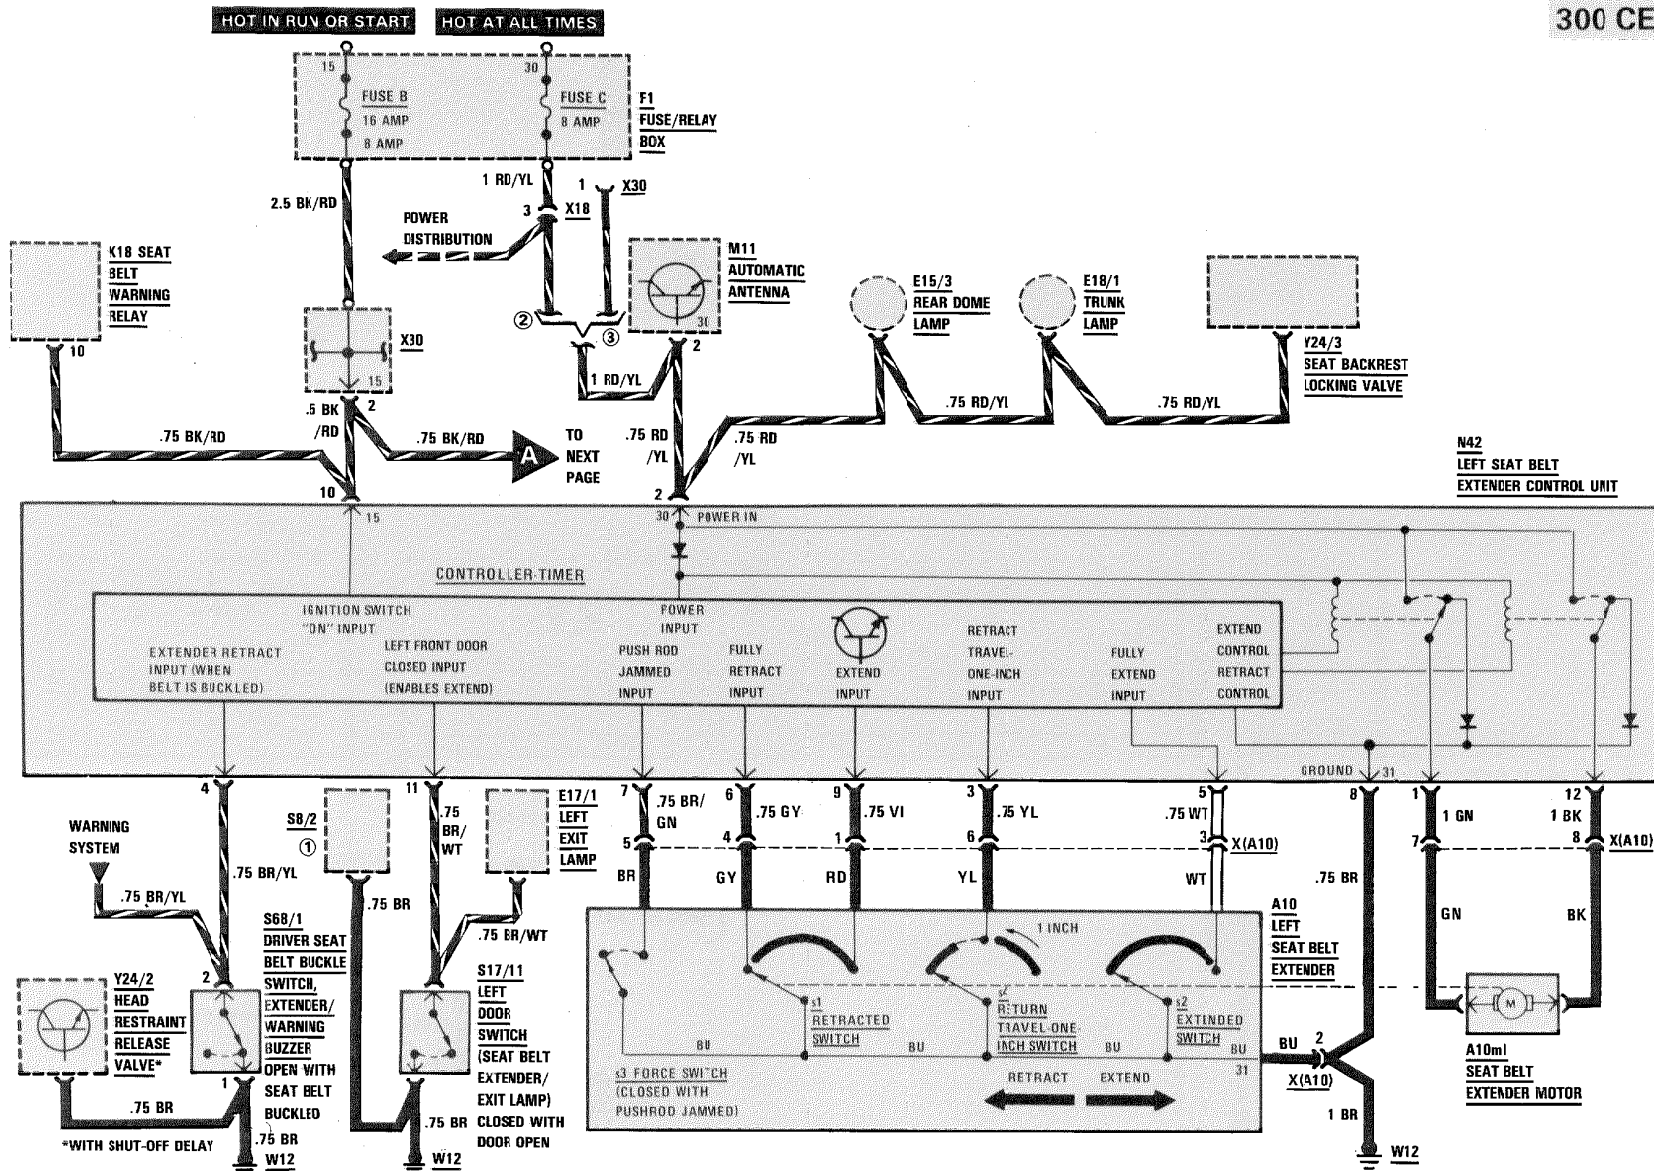 300 CE
HOT IN RUN OR START
HOT AT ALL TIMES
15
30
FUSE B
16 AMP
8 AMP
FUSE C
8 AMP
F1
FUSE/RELAY
BOX
2.5 BK/RD
1 RD/YL
1
X30
3
X18
POWER
DISTRIBUTION
K18 SEAT
BELT
WARNING
RELAY
10
X30
15
2
②
③
M11
AUTOMATIC
ANTENNA
31
2
1 RD/YL
E15/3
REAR DOME
LAMP
E18/1
TRUNK
LAMP
Y24/3
SEAT BACKREST
LOCKING VALVE
.5 BK
/RD
.75 BK/RD
.75 BK/RD
A
TO
NEXT
PAGE
.75 RD
/YL
.75 RD
/YL
.75 RD/YL
.75 RD/YL
N42
LEFT SEAT BELT
EXTENDER CONTROL UNIT
10
15
2
30
POWER IN
CONTROLLER-TIMER
IGNITION SWITCH
"ON" INPUT
POWER
INPUT
EXTENDER RETRACT
INPUT (WHEN
BELT IS BUCKLED)
LEFT FRONT DOOR
CLOSED INPUT
(ENABLES EXTEND)
PUSH ROD
JAMMED
INPUT
FULLY
RETRACT
INPUT
EXTEND
INPUT
RETRACT
TRAVEL-
ONE-INCH
INPUT
FULLY
EXTEND
INPUT
EXTEND
CONTROL
RETRACT
CONTROL
GROUND
31
4
11
7
6
9
3
5
8
1
12
WARNING
SYSTEM
.75 BR/YL
.75 BR/YL
S8/2
①
.75
BR/
WT
E17/1
LEFT
EXIT
LAMP
.75 BR
.75 BR/WT
.75 BR/
GN
.75 GY
.75 VI
.75 YL
.75 WT
5
4
1
6
3
X(A10)
.75 BR
1 GN
1 BK
7
8
X(A10)
BR
GY
RD
YL
WT
GN
BK
A10
LEFT
SEAT BELT
EXTENDER
1 INCH
2
Y24/2
HEAD
RESTRAINT
RELEASE
VALVE*
S68/1
DRIVER SEAT
BELT BUCKLE
SWITCH,
EXTENDER/
WARNING
BUZZER
OPEN WITH
SEAT BELT
BUCKLED
1
.75 BR
*WITH SHUT-OFF DELAY
.75 BR
W12
S17/11
LEFT
DOOR
SWITCH
(SEAT BELT
EXTENDER/
EXIT LAMP)
CLOSED WITH
DOOR OPEN
.75 BR
W12
s1
RETRACTED
SWITCH
RETURN
TRAVEL-ONE-
INCH SWITCH
s2
EXTINDED
SWITCH
BU
BU
BU
BU
31
s3 FORCE SWITCH
(CLOSED WITH
PUSHROD JAMMED)
RETRACT
EXTEND
BU
2
X(A10)
1 BR
W12
M
A10m1
SEAT BELT
EXTENDER MOTOR